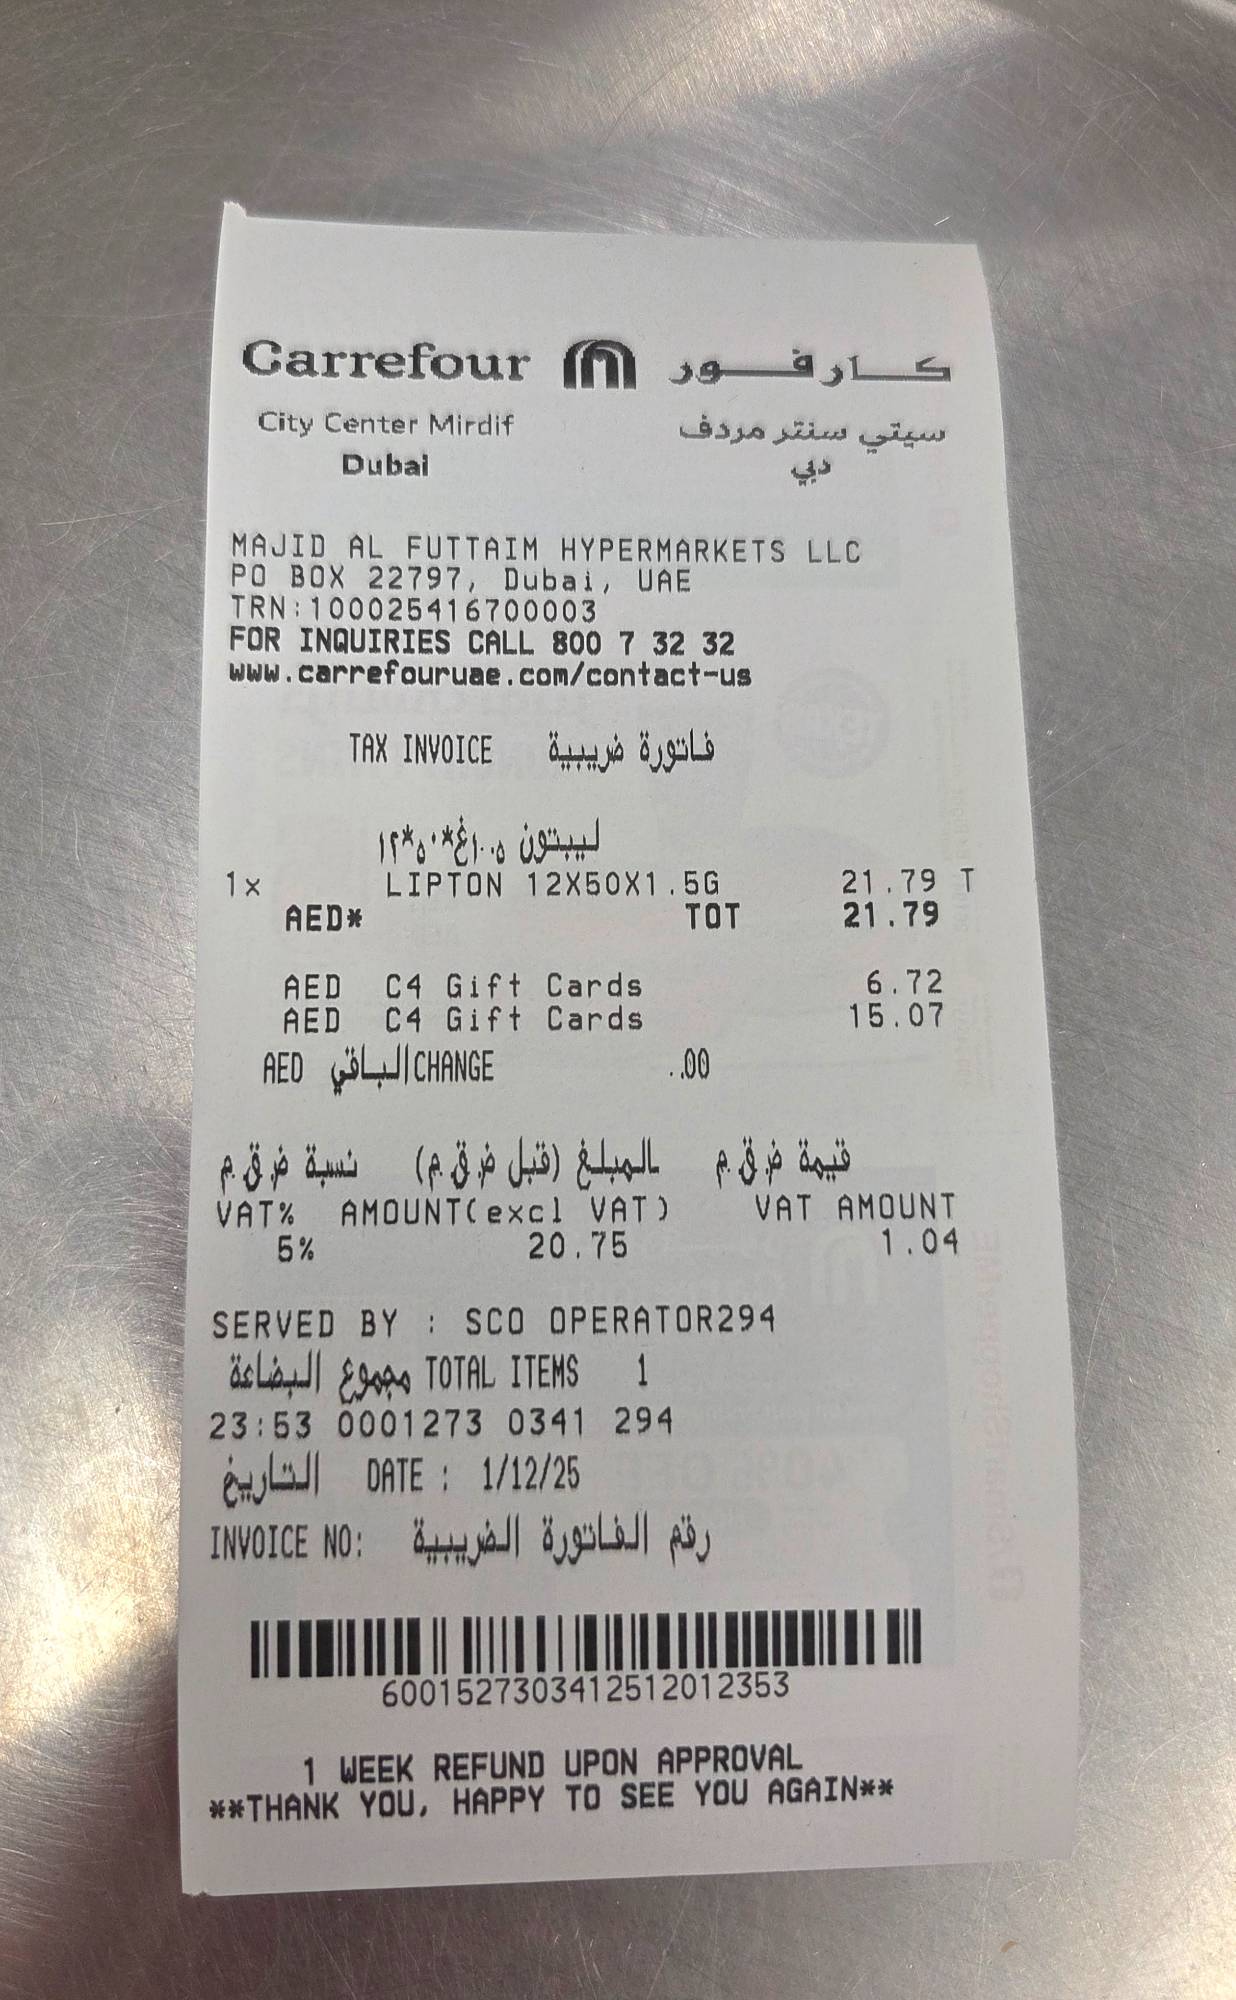 Carrefour كارفور
City Center Mirdif سيتي سنتر مردف
Dubai دبي
MAJID AL FUTTAIM HYPERMARKETS LLC
PO BOX 22797, Dubai, UAE
TRN:100025416700003
FOR INQUIRIES CALL 800 7 32 32
www.carrefouruae.com/contact-us
TAX INVOICE فاتورة ضريبية
ليبتون ١٠٠٥غ*٥٠*١٢
1x LIPTON 12X50X1.5G 21.79 T
AED* TOT 21.79
AED C4 Gift Cards 6.72
AED C4 Gift Cards 15.07
AED الباقي CHANGE ..00
نسبة ض.ق.م المبلغ (قبل ض.ق.م) قيمة ض.ق.م
VAT% AMOUNT(excl VAT) VAT AMOUNT
5% 20.75 1.04
SERVED BY : SCO OPERATOR294
مجموع البضاعة TOTAL ITEMS 1
23:53 0001273 0341 294
التاريخ DATE : 1/12/25
INVOICE NO: رقم الفاتورة الضريبية
6001527303412512012353
1 WEEK REFUND UPON APPROVAL
**THANK YOU, HAPPY TO SEE YOU AGAIN**